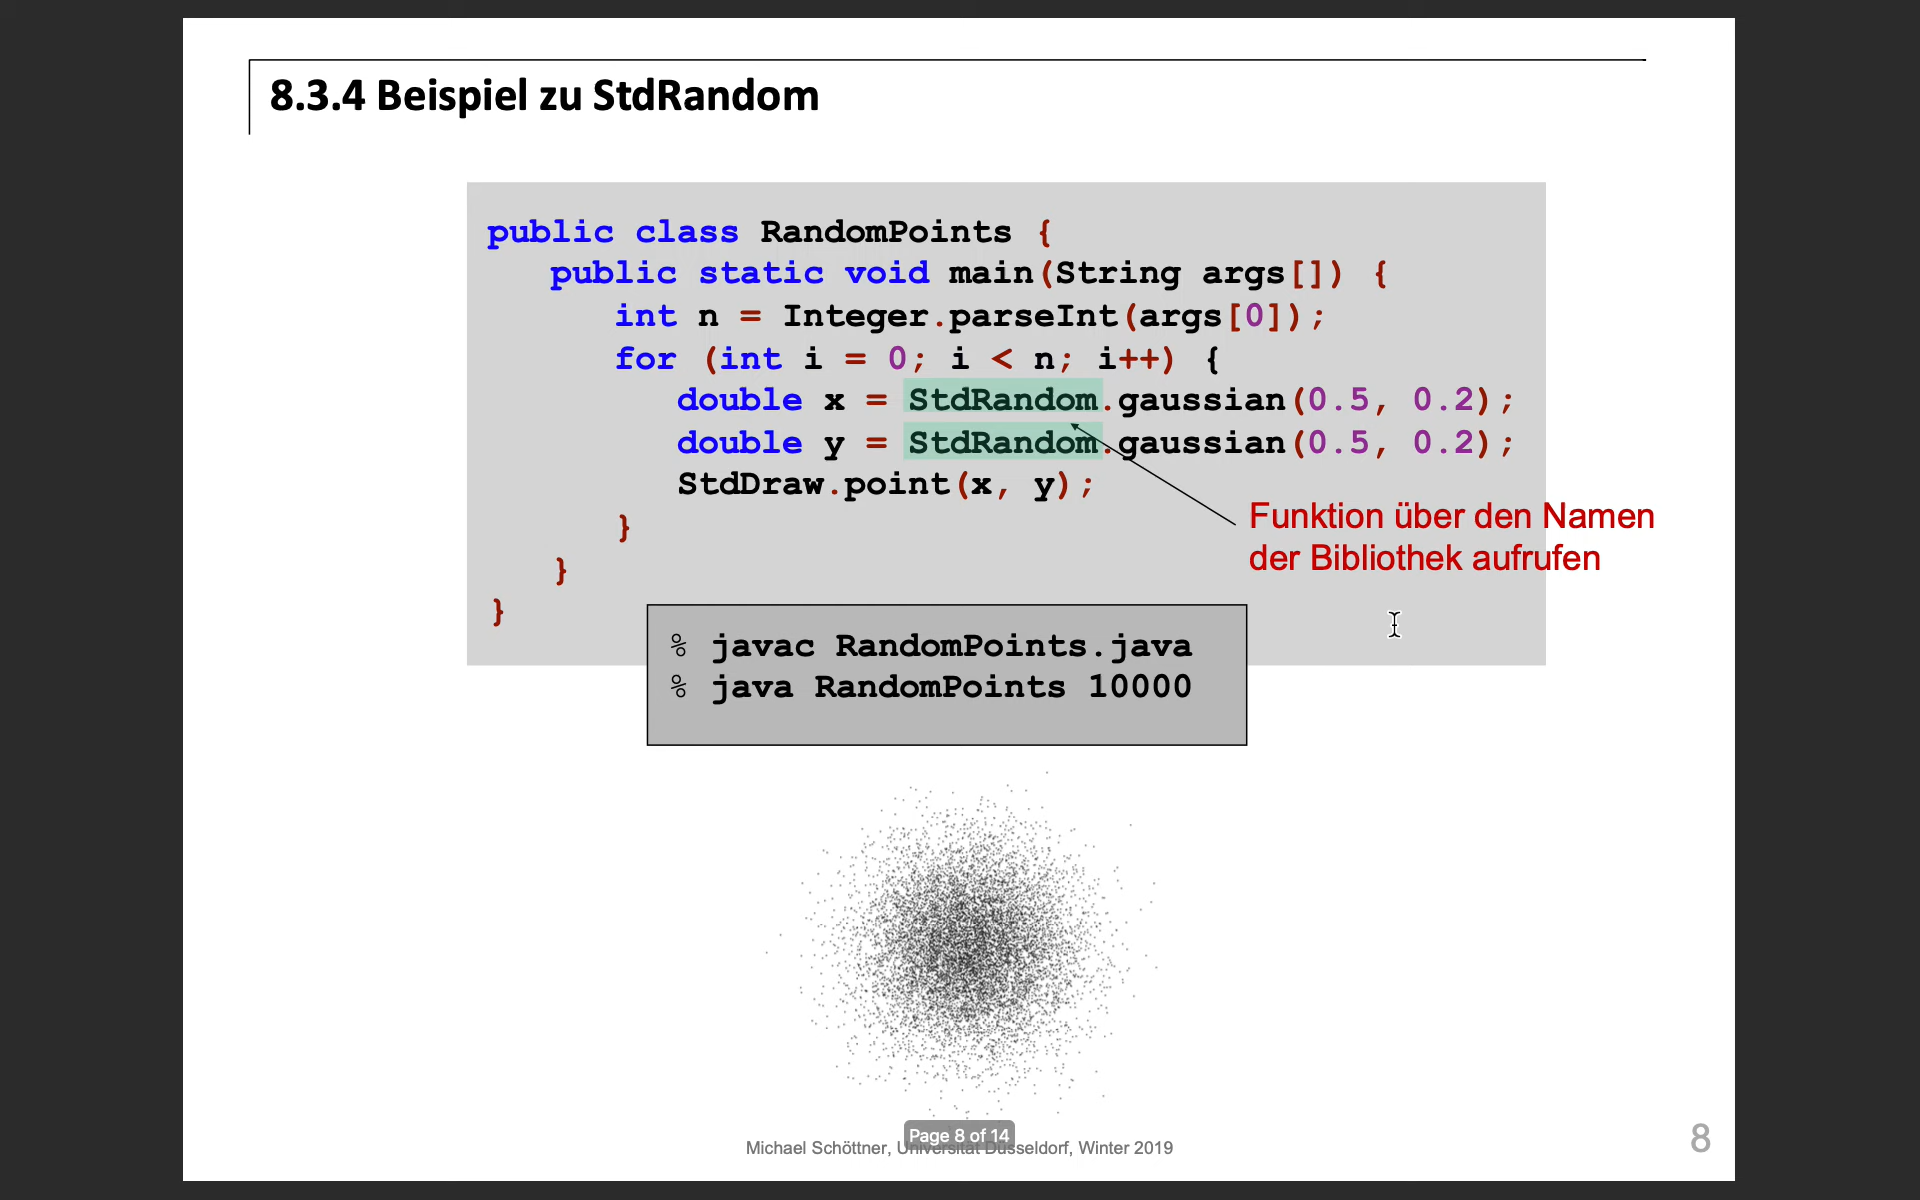 8.3.4 Beispiel zu StdRandom
public class RandomPoints {
public static void main(String args[]) {
int n = Integer.parseInt(args[0]);
for (int i = 0; i < n; i++) {
double x = StdRandom.gaussian(0.5, 0.2);
double y = StdRandom.gaussian(0.5, 0.2);
StdDraw.point(x, y);
}
}
}
Funktion über den Namen
der Bibliothek aufrufen
% javac RandomPoints.java
% java RandomPoints 10000
Page 8 of 14
Michael Schöttner, Universität Düsseldorf, Winter 2019
8